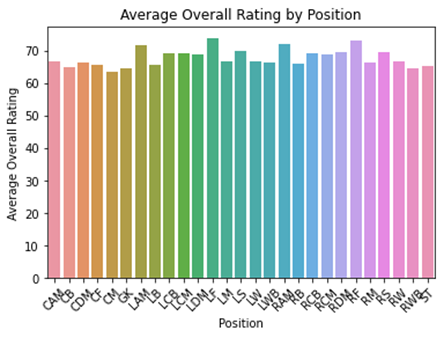 Average Overall Rating by Position
Average Overall Rating
70
60
50
40
30
20
10
0
CAM
CB
CDM
CF
CM
GK
LAM
LB
LCB
LCM
LDM
LF
LM
LS
LW
LWB
RAM
RB
RCB
RCM
RDM
RF
RM
RS
RW
RWB
ST
Position